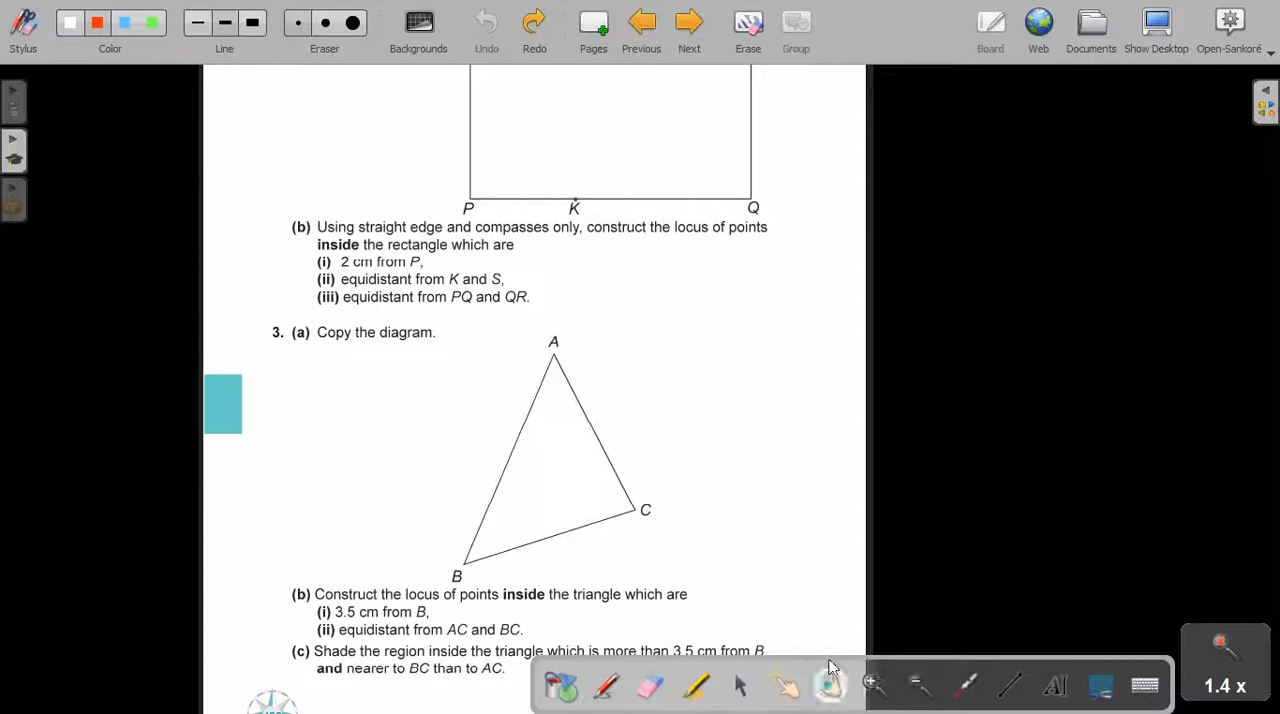 Stylus Color Line Eraser Backgrounds Undo Redo Pages Previous Next Erase Group Board Web Documents Show Desktop Open-Sankoré
P K Q
(b) Using straight edge and compasses only, construct the locus of points
inside the rectangle which are
(i) 2 cm from P,
(ii) equidistant from K and S,
(iii) equidistant from PQ and QR.
3. (a) Copy the diagram.
A
C
B
(b) Construct the locus of points inside the triangle which are
(i) 3.5 cm from B,
(ii) equidistant from AC and BC.
(c) Shade the region inside the triangle which is more than 3.5 cm from B
and nearer to BC than to AC.
AI
1.4 x